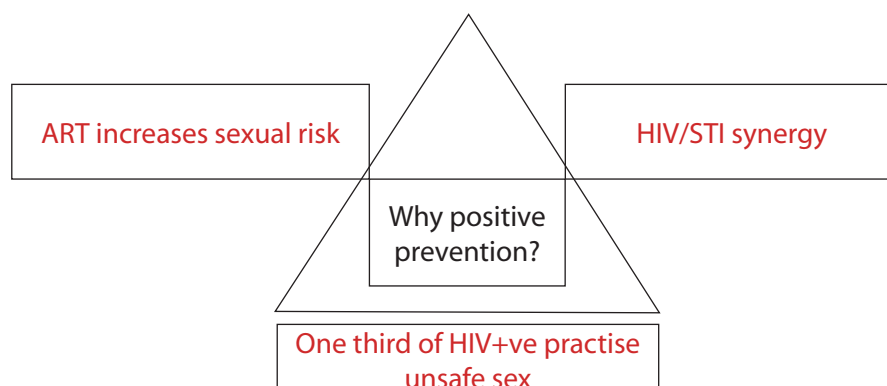 ART increases sexual risk
HIV/STI synergy
Why positive
prevention?
One third of HIV+ve practise
unsafe sex